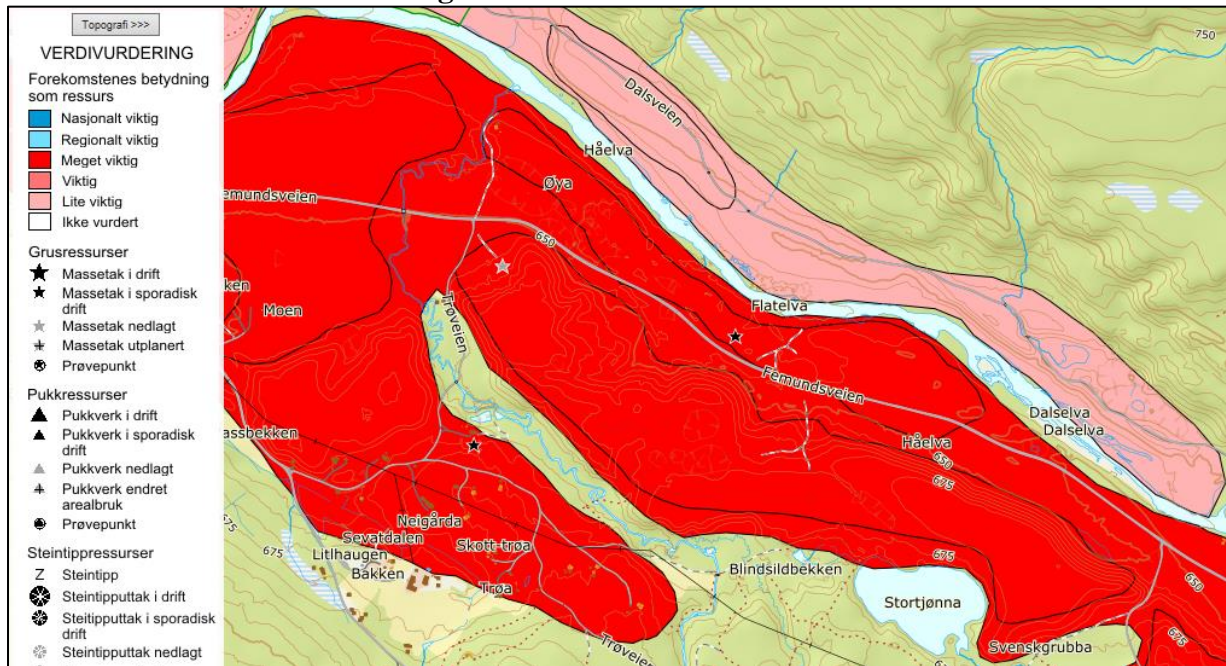 Topografi >>>
VERDIVURDERING
Forekomstenes betydning
som ressurs
Nasjonalt viktig
Regionalt viktig
Meget viktig
Viktig
Lite viktig
Ikke vurdert
Grusressurser
Massetak i drift
Massetak i sporadisk
drift
Massetak nedlagt
Massetak utplanert
Prøvepunkt
Pukkressurser
Pukkverk i drift
Pukkverk i sporadisk
drift
Pukkverk nedlagt
Pukkverk endret
arealbruk
Prøvepunkt
Steintippressurser
Z Steintipp
Steintipputtak i drift
Steitipputtak i sporadisk
drift
Steintipputtak nedlagt
750
Dalsveien
Håelva
Øya
emundsveien
650
ken
Moen
Trøveien
Flatelva
Femundsveien
Dalselva
Dalselva
assbekken
Håelva
650
675
Neigårda
Sevatdalen
Skott-trøa
Litlhaugen
Bakken
675
675
Trøa
Blindsildbekken
675
650
Stortjønna
Trøveien
Svenskgrubba
675